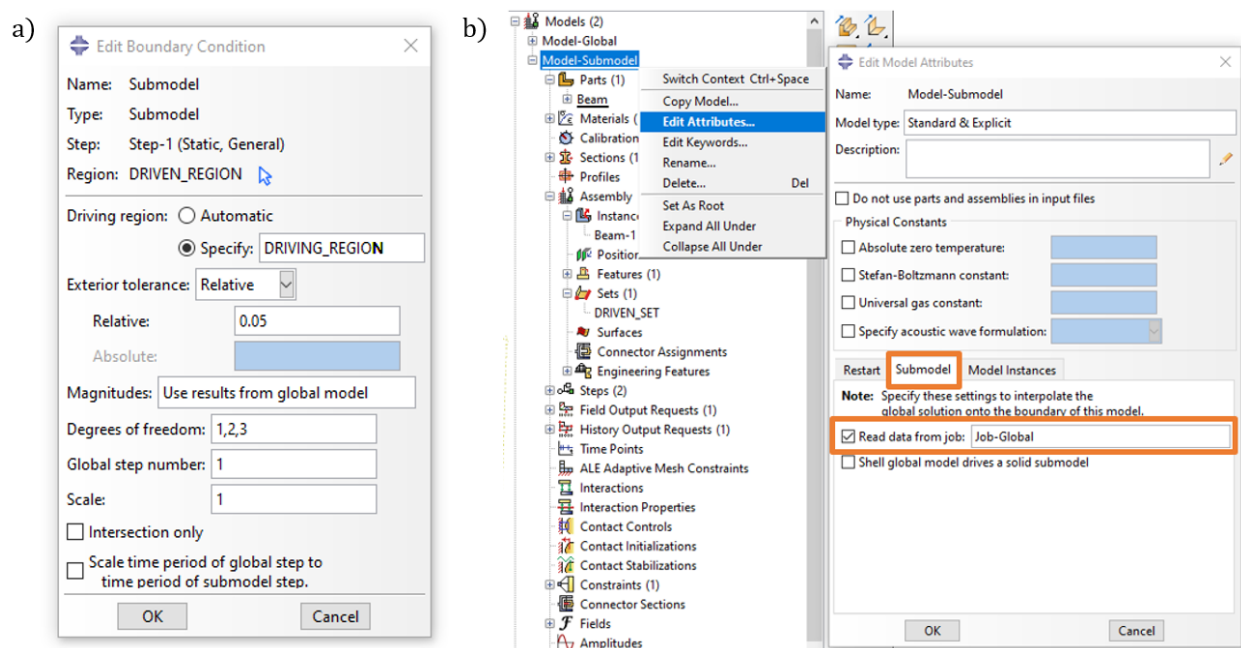 a)
Edit Boundary Condition
Name: Submodel
Type: Submodel
Step: Step-1 (Static, General)
Region: DRIVEN_REGION
Driving region: Automatic
Specify: DRIVING_REGION
Exterior tolerance: Relative
Relative: 0.05
Absolute:
Magnitudes: Use results from global model
Degrees of freedom: 1,2,3
Global step number: 1
Scale: 1
Intersection only
Scale time period of global step to
time period of submodel step.
OK Cancel
b)
Models (2)
Model-Global
Model-Submodel
Parts (1)
Beam
Materials (
Calibration
Sections (1
Profiles
Assembly
Instance
Beam-1
Position
Features (1)
Sets (1)
DRIVEN_SET
Surfaces
Connector Assignments
Engineering Features
Steps (2)
Field Output Requests (1)
History Output Requests (1)
Time Points
ALE Adaptive Mesh Constraints
Interactions
Interaction Properties
Contact Controls
Contact Initializations
Contact Stabilizations
Constraints (1)
Connector Sections
Fields
Amplitudes
Switch Context Ctrl+Space
Copy Model...
Edit Attributes...
Edit Keywords...
Rename...
Delete... Del
Set As Root
Expand All Under
Collapse All Under
Edit Model Attributes
Name: Model-Submodel
Model type: Standard & Explicit
Description:
Do not use parts and assemblies in input files
Physical Constants
Absolute zero temperature:
Stefan-Boltzmann constant:
Universal gas constant:
Specify acoustic wave formulation:
Restart Submodel Model Instances
Note: Specify these settings to interpolate the
global solution onto the boundary of this model.
Read data from job: Job-Global
Shell global model drives a solid submodel
OK Cancel